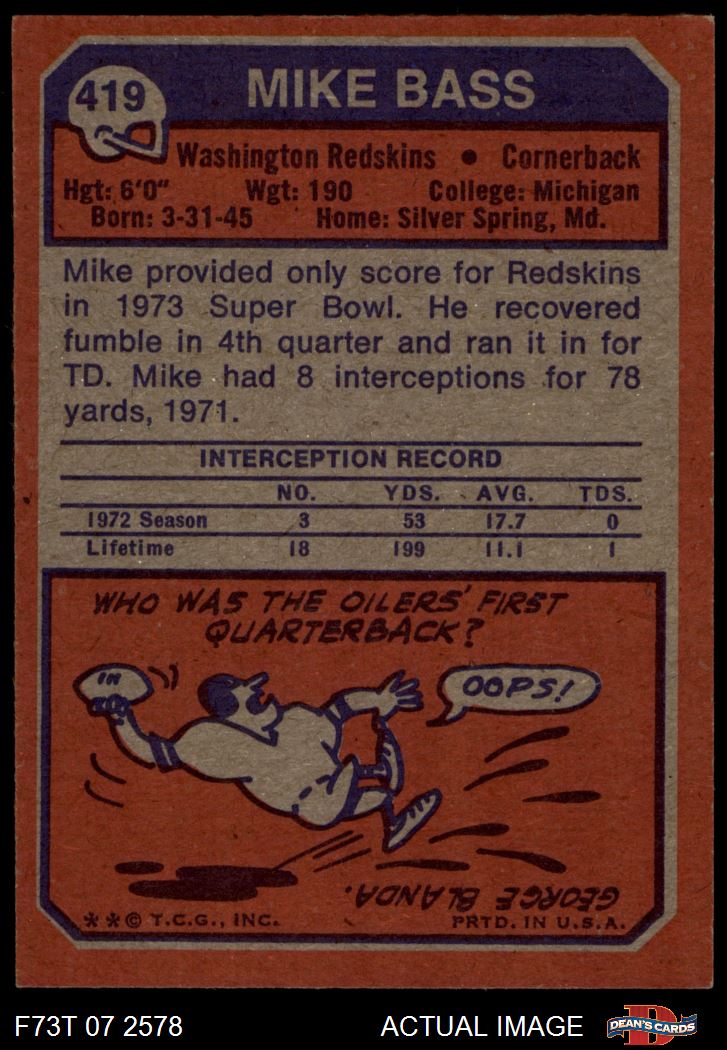 419
MIKE BASS
Washington Redskins • Cornerback
Hgt: 6'0" Wgt: 190 College: Michigan
Born: 3-31-45 Home: Silver Spring, Md.
Mike provided only score for Redskins
in 1973 Super Bowl. He recovered
fumble in 4th quarter and ran it in for
TD. Mike had 8 interceptions for 78
yards, 1971.
INTERCEPTION RECORD
NO. YDS. AVG. TDS.
1972 Season 3 53 17.7 0
Lifetime 18 199 11.1 1
WHO WAS THE OILERS' FIRST
QUARTERBACK?
OOPS!
GEORGE BLANDA.
**© T.C.G., INC. PRTD. IN U.S.A.
F73T 07 2578 ACTUAL IMAGE
D
DEAN'S CARDS